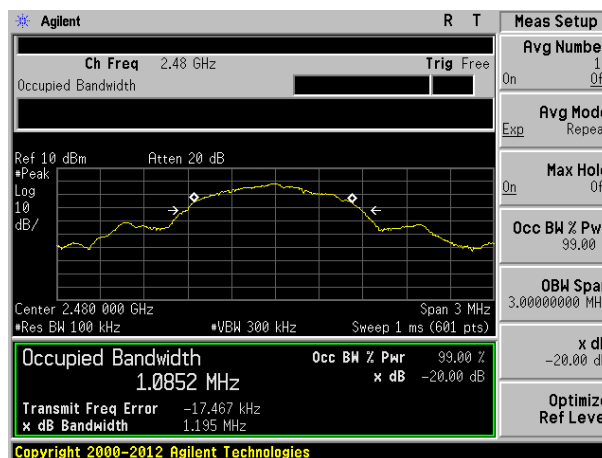 Agilent R T Meas Setup
Ch Freq 2.48 GHz Trig Free
Occupied Bandwidth
Ref 10 dBm Atten 20 dB
#Peak
Log
10
dB/
Center 2.480 000 GHz Span 3 MHz
#Res BW 100 kHz #VBW 300 kHz Sweep 1 ms (601 pts)
Occupied Bandwidth Occ BW % Pwr 99.00 %
1.0852 MHz x dB -20.00 dB
Transmit Freq Error -17.467 kHz
x dB Bandwidth 1.195 MHz
Copyright 2000-2012 Agilent Technologies
Avg Numbe
1
On Of
Avg Mod
Exp Repea
Max Hol
On Of
Occ BW % Pw
99.00
OBW Spa
3.00000000 MH
x d
-20.00 d
Optimiz
Ref Leve